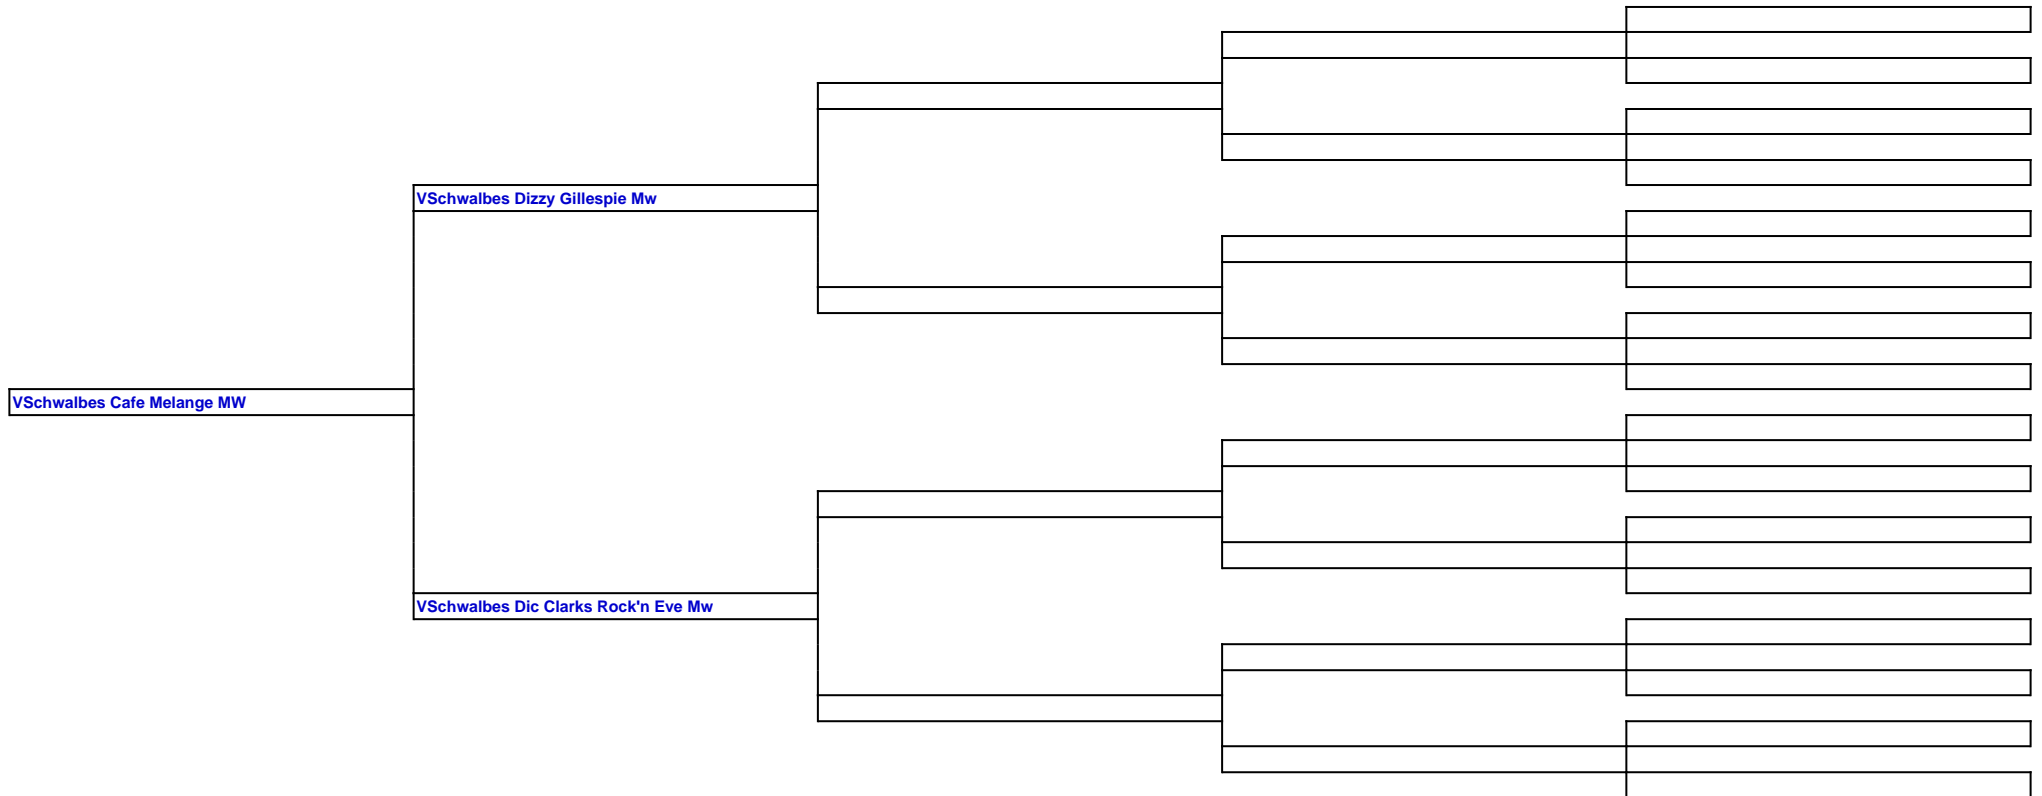 VSchwalbes Dizzy Gillespie Mw
VSchwalbes Cafe Melange MW
VSchwalbes Dic Clarks Rock'n Eve Mw